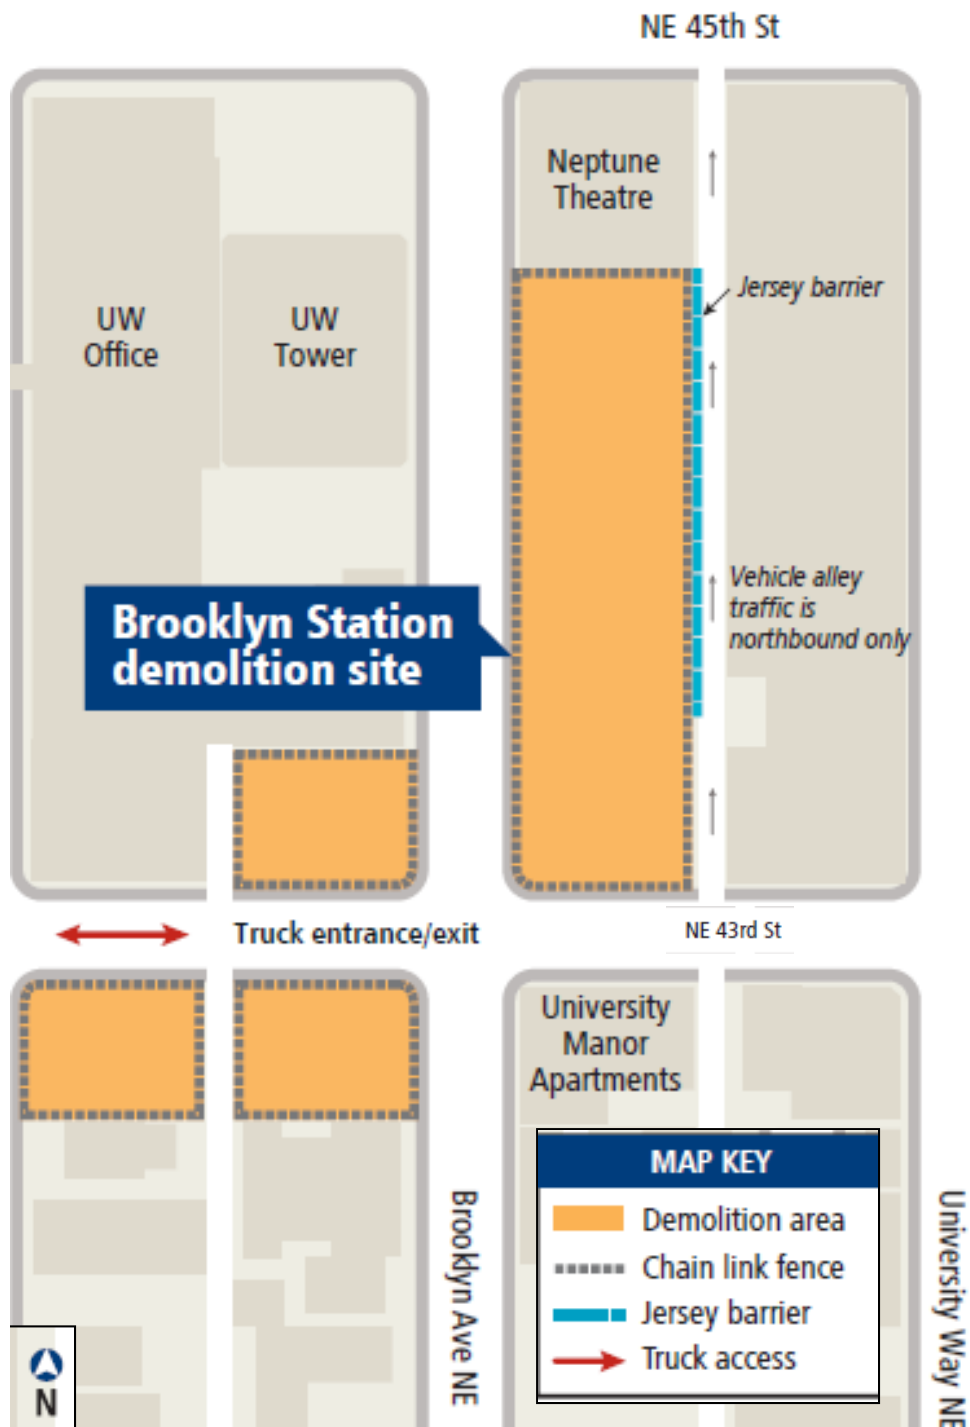 NE 45th St
Neptune
Theatre
Jersey barrier
UW
Office
UW
Tower
Vehicle alley
traffic is
northbound only
Brooklyn Station
demolition site
Truck entrance/exit
NE 43rd St
University
Manor
Apartments
MAP KEY
Demolition area
Chain link fence
Jersey barrier
Truck access
Brooklyn Ave NE
University Way NE
N